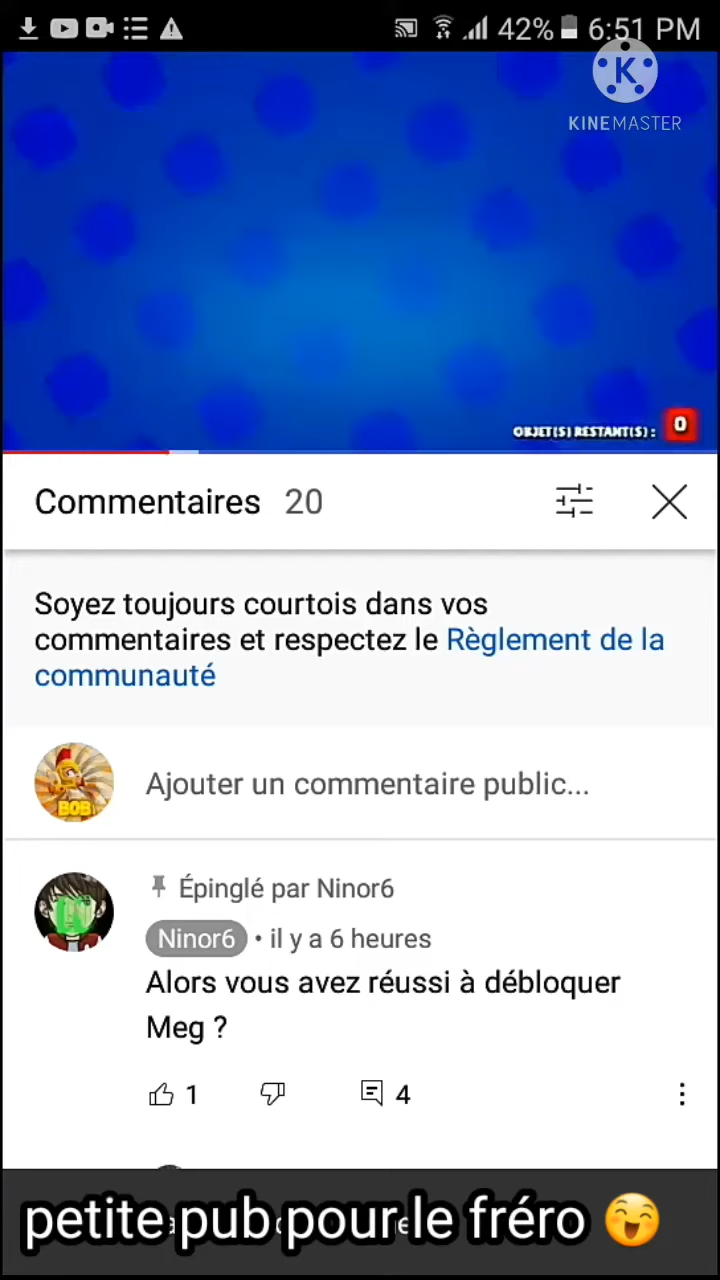 42% 6:51 PM
K
KINEMASTER
OBJET(S) RESTANT(S) : 0
Commentaires 20
Soyez toujours courtois dans vos
commentaires et respectez le Règlement de la
communauté
BOB
Ajouter un commentaire public...
Épinglé par Ninor6
Ninor6 • il y a 6 heures
Alors vous avez réussi à débloquer
Meg ?
1 4
petite pub pour le fréro 😄